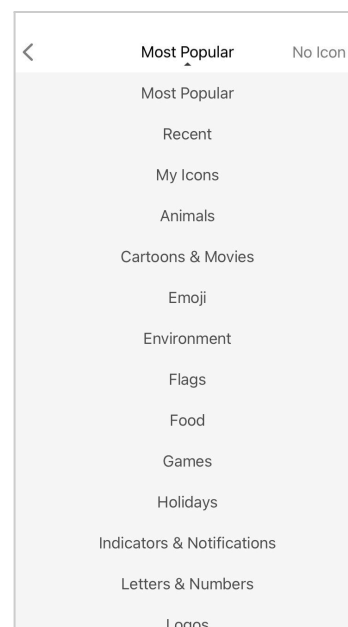 Most Popular No Icon
Most Popular
Recent
My Icons
Animals
Cartoons & Movies
Emoji
Environment
Flags
Food
Games
Holidays
Indicators & Notifications
Letters & Numbers
Logos